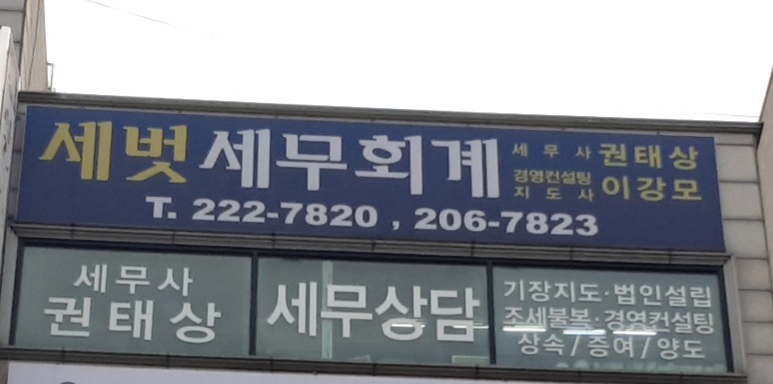 세벗 세무회계
세무사 권태상
경영컨설팅
지도사 이강모
T. 222-7820 , 206-7823
세무사
권태상
세무상담
기장지도·법인설립
조세불복·경영컨설팅
상속/증여/양도